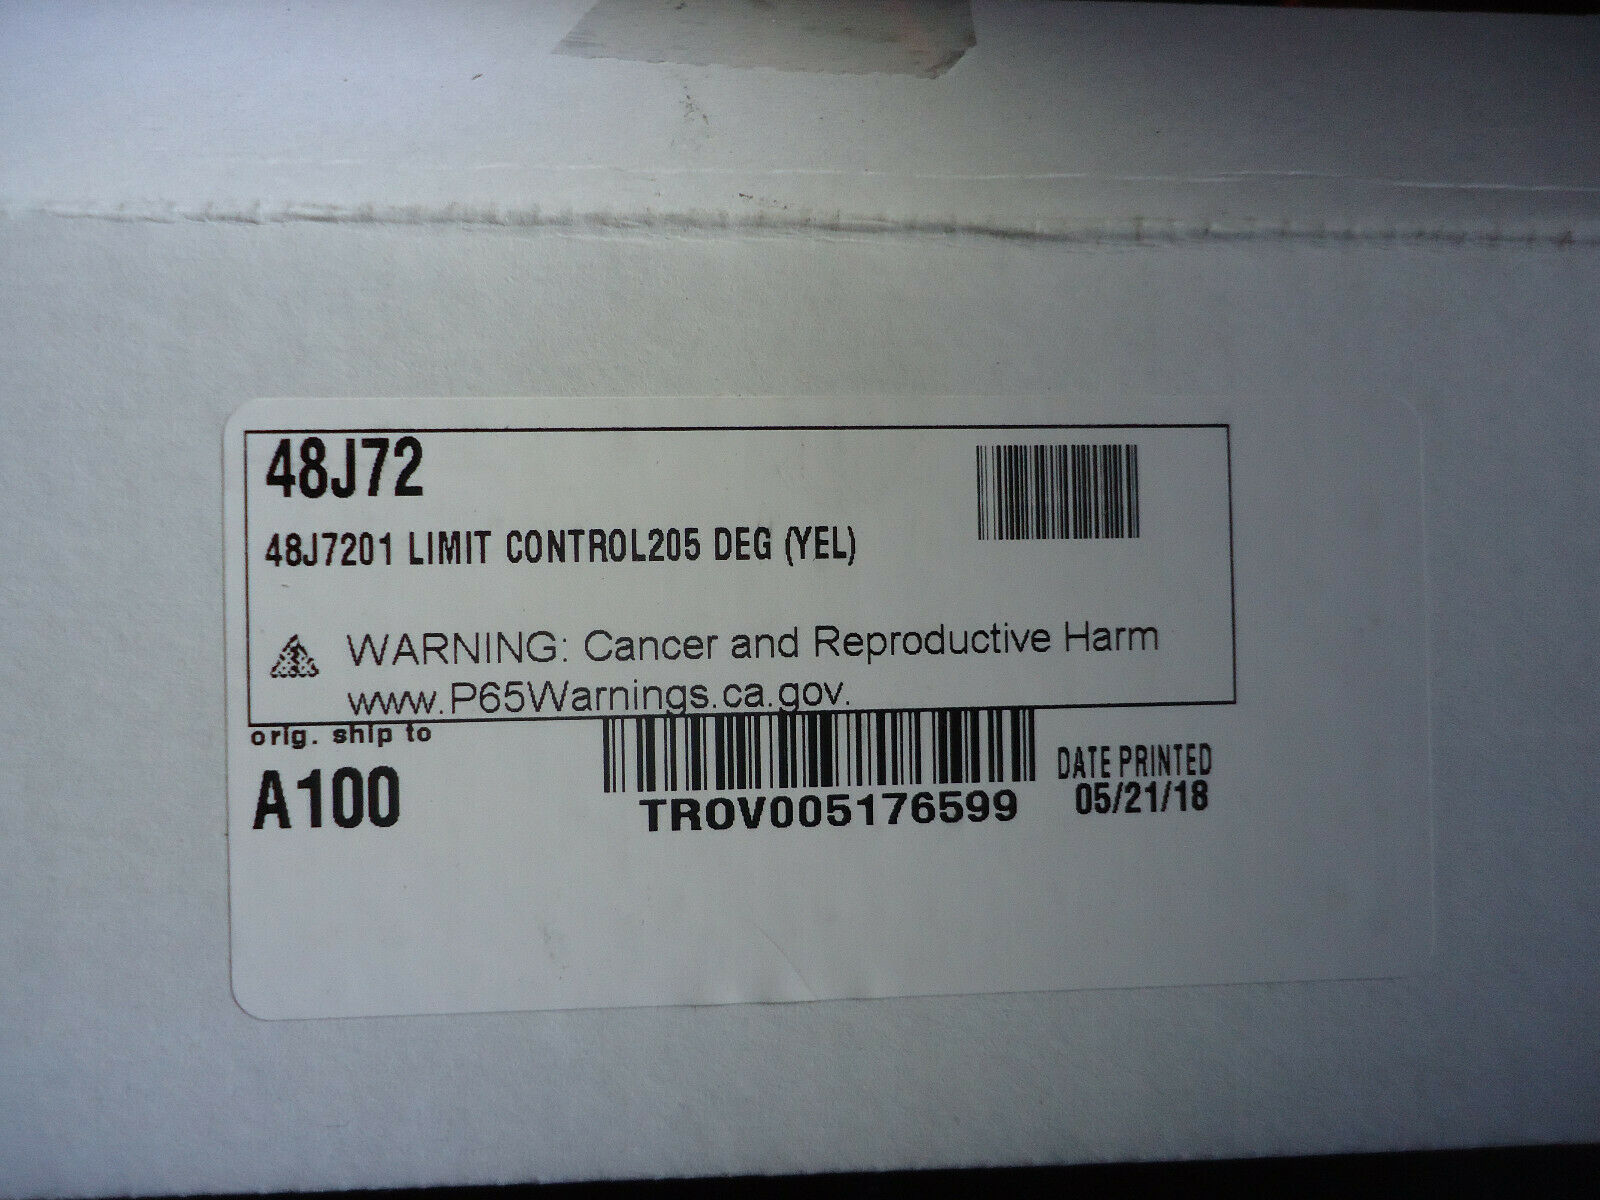 48J72
48J7201 LIMIT CONTROL205 DEG (YEL)
WARNING: Cancer and Reproductive Harm
www.P65Warnings.ca.gov.
orig. ship to
A100
TROV005176599
DATE PRINTED
05/21/18